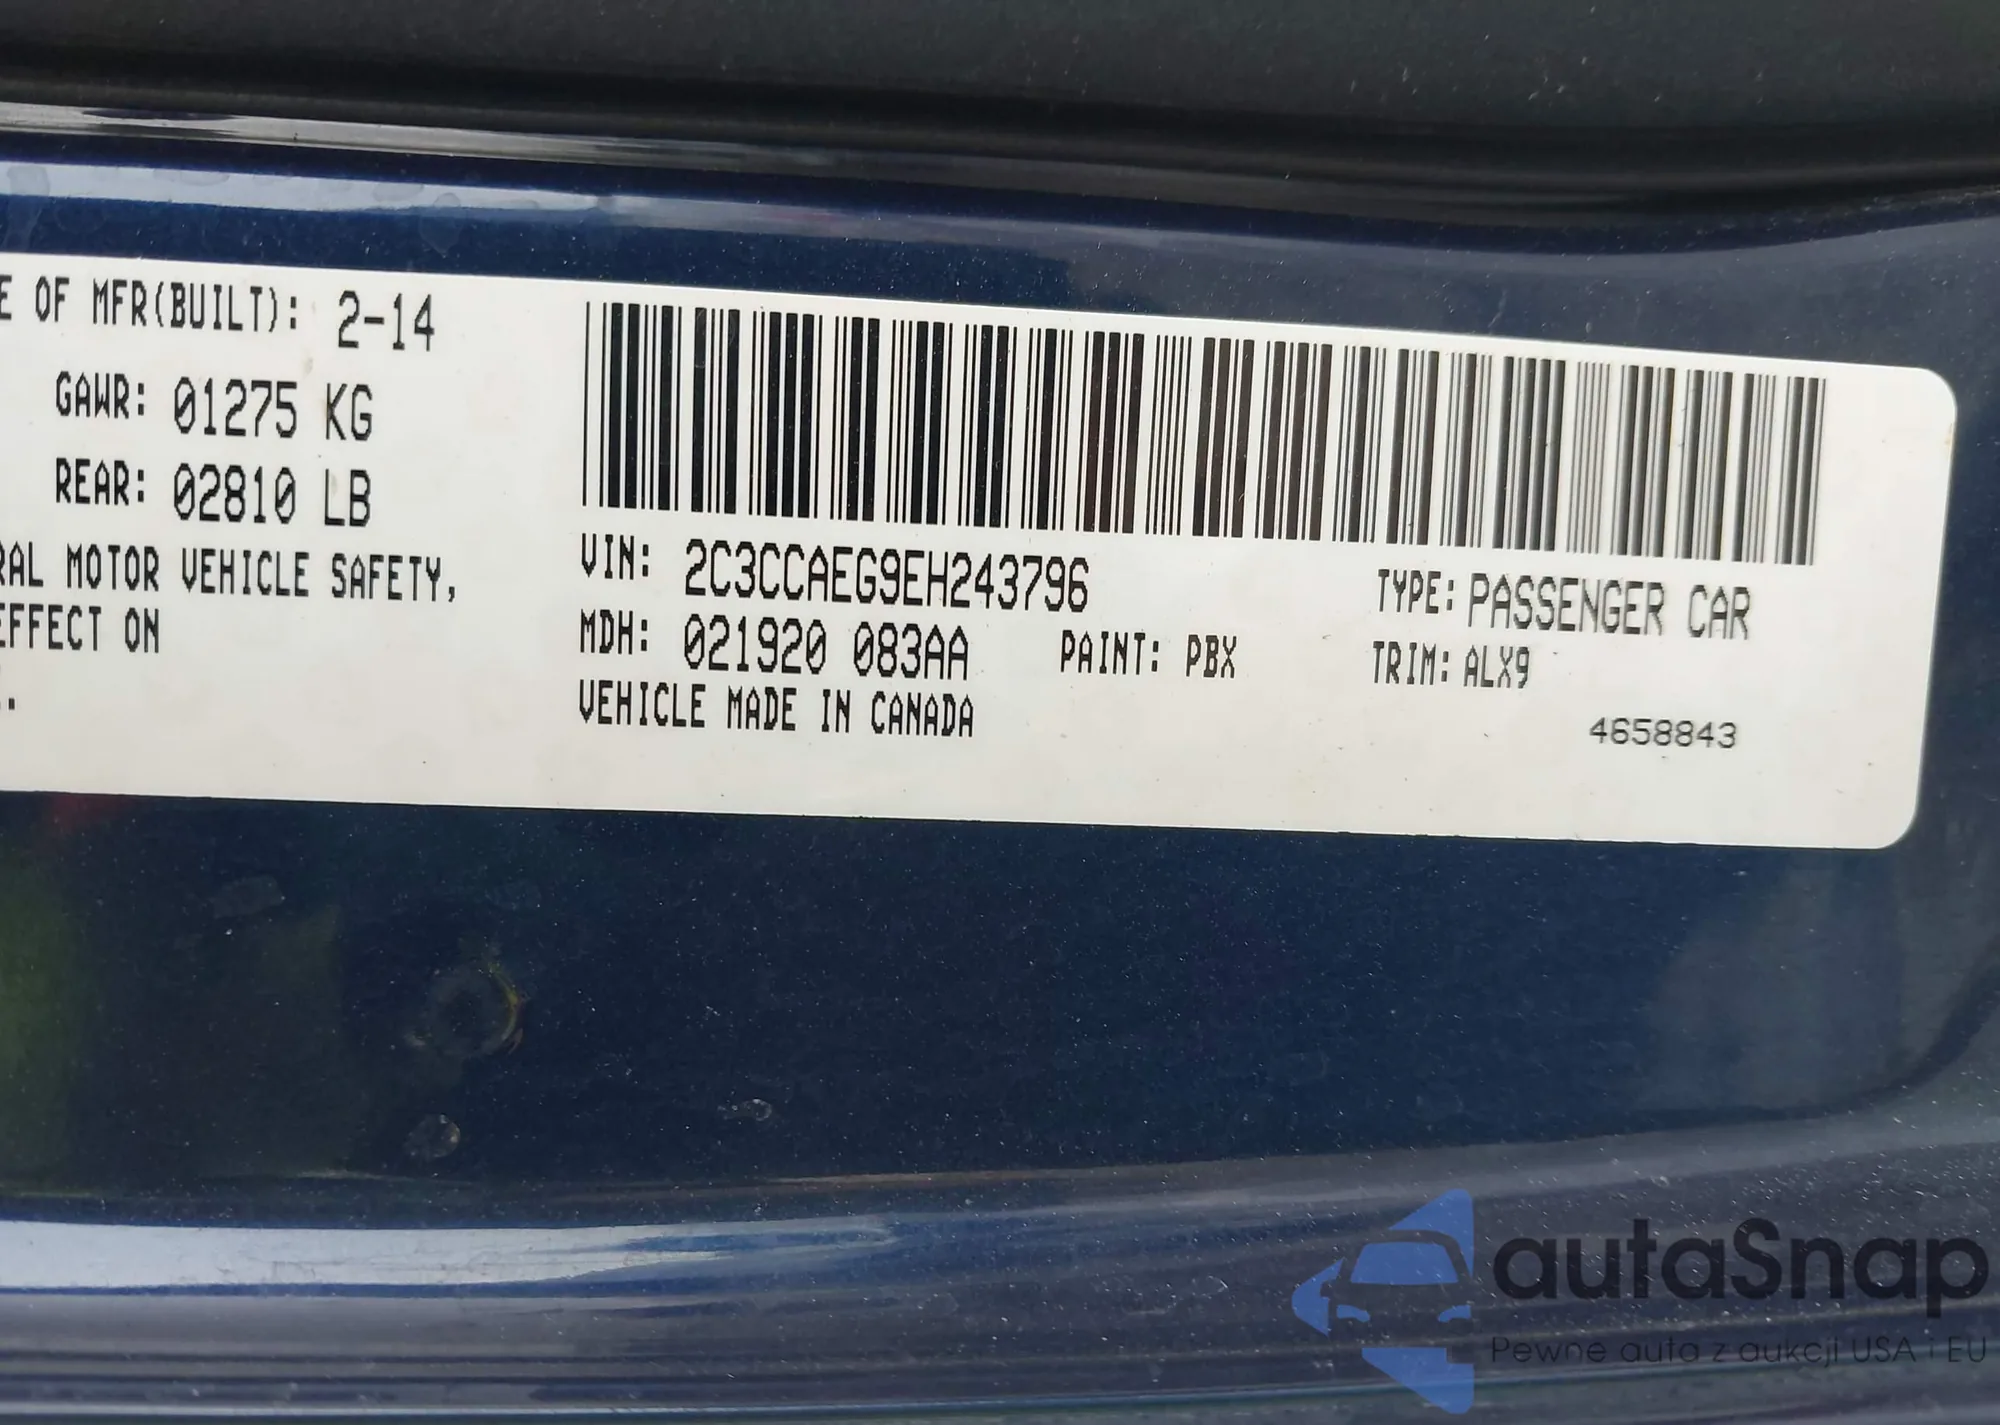 E OF MFR(BUILT): 2-14
GAWR: 01275 KG
REAR: 02810 LB
RAL MOTOR VEHICLE SAFETY,
EFFECT ON
VIN: 2C3CCAEG9EH243796
TYPE: PASSENGER CAR
MDH: 021920 083AA
PAINT: PBX
TRIM: ALX9
VEHICLE MADE IN CANADA
4658843
autaSnap
Pewne auta z aukcji USA i EU